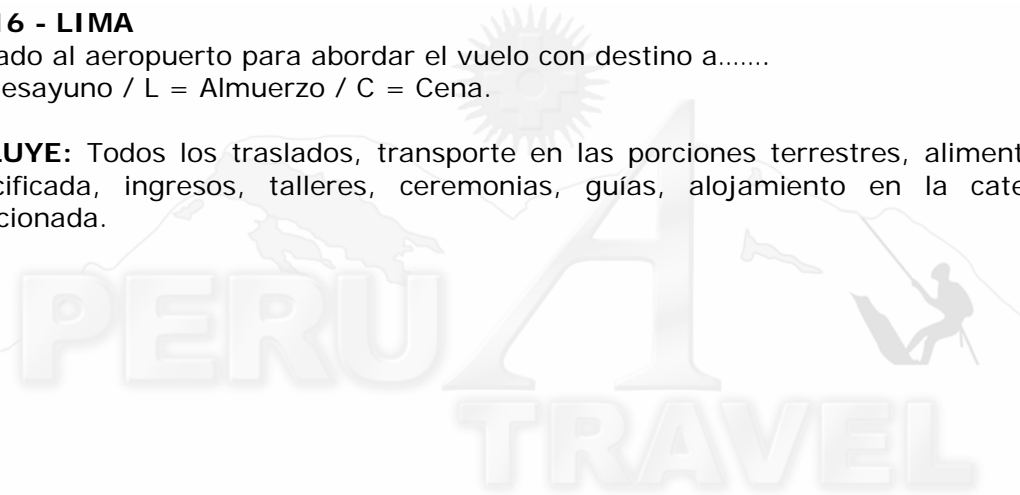 16 - LIMA
ado al aeropuerto para abordar el vuelo con destino a.......
esayuno / L = Almuerzo / C = Cena.
LUYE: Todos los traslados, transporte en las porciones terrestres, aliment
cificada, ingresos, talleres, ceremonias, guías, alojamiento en la cate
cionada.
PERU A
TRAVEL